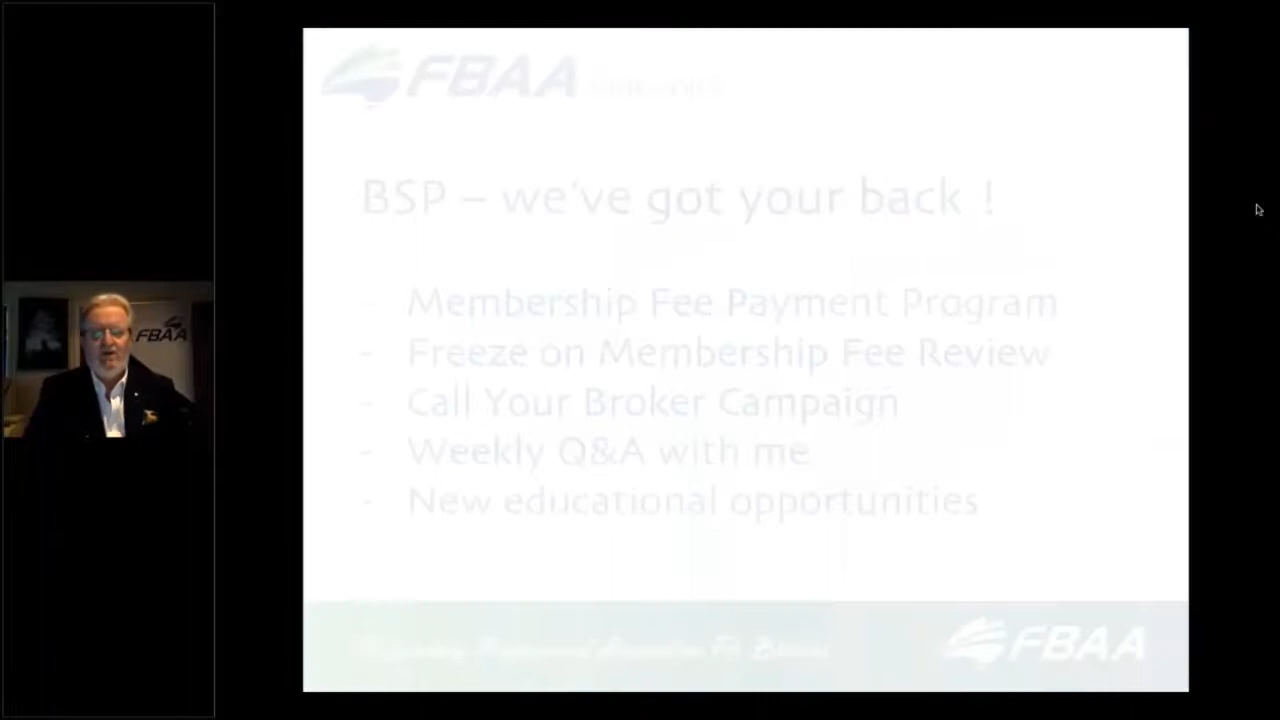 FBAA
BSP – we've got your back !
- Membership Fee Payment Program
- Freeze on Membership Fee Review
- Call Your Broker Campaign
- Weekly Q&A with me
- New educational opportunities
FBAA
FBAA